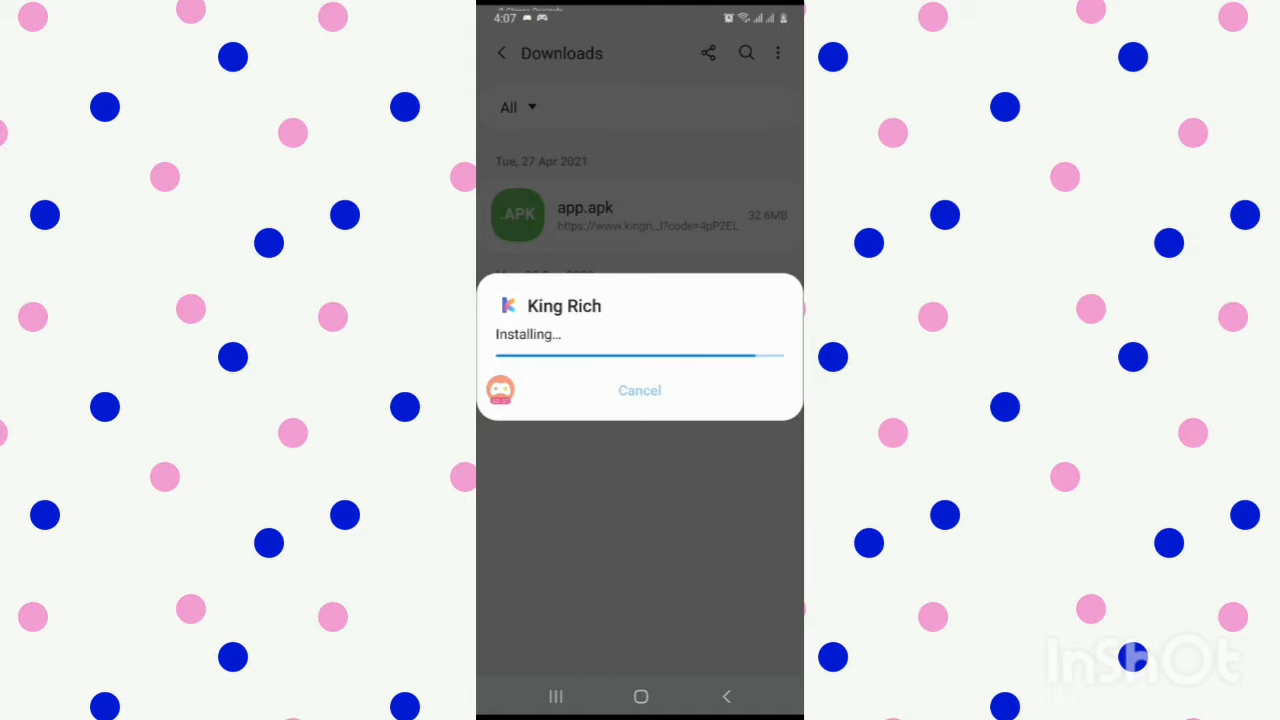 4:07
Downloads
All
Tue, 27 Apr 2021
.APK
app.apk
https://www.kingri...l?code=4pP2EL
32.6MB
King Rich
Installing...
Cancel
InShOt